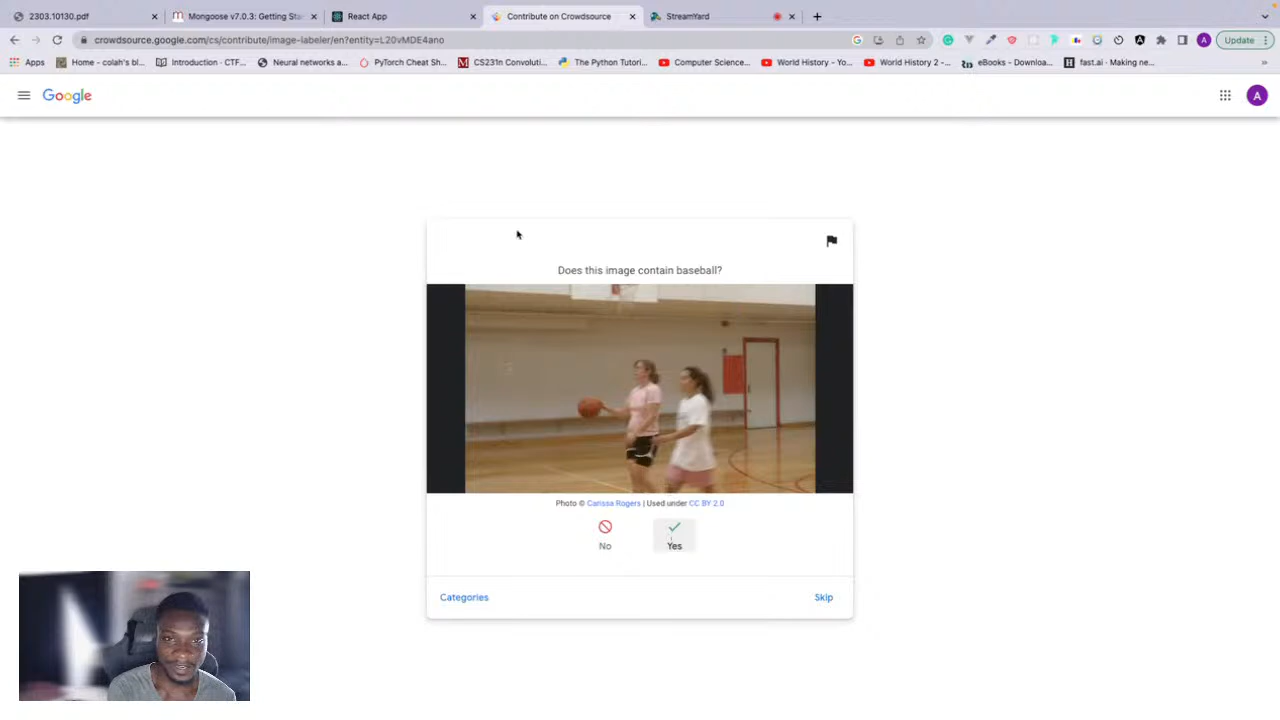 2303.10130.pdf
Mongoose v7.0.3: Getting Sta
React App
Contribute on Crowdsource
StreamYard
crowdsource.google.com/cs/contribute/image-labeler/en?entity=L20vMDE4ano
Update
Apps
Home - colah's bl...
Introduction · CTF...
Neural networks a...
PyTorch Cheat Sh...
CS231n Convoluti...
The Python Tutori...
Computer Science...
World History - Yo...
World History 2 -...
eBooks - Downloa...
fast.ai · Making ne...
»
Google
A
Does this image contain baseball?
Photo © Carissa Rogers | Used under CC BY 2.0
No
Yes
Categories
Skip